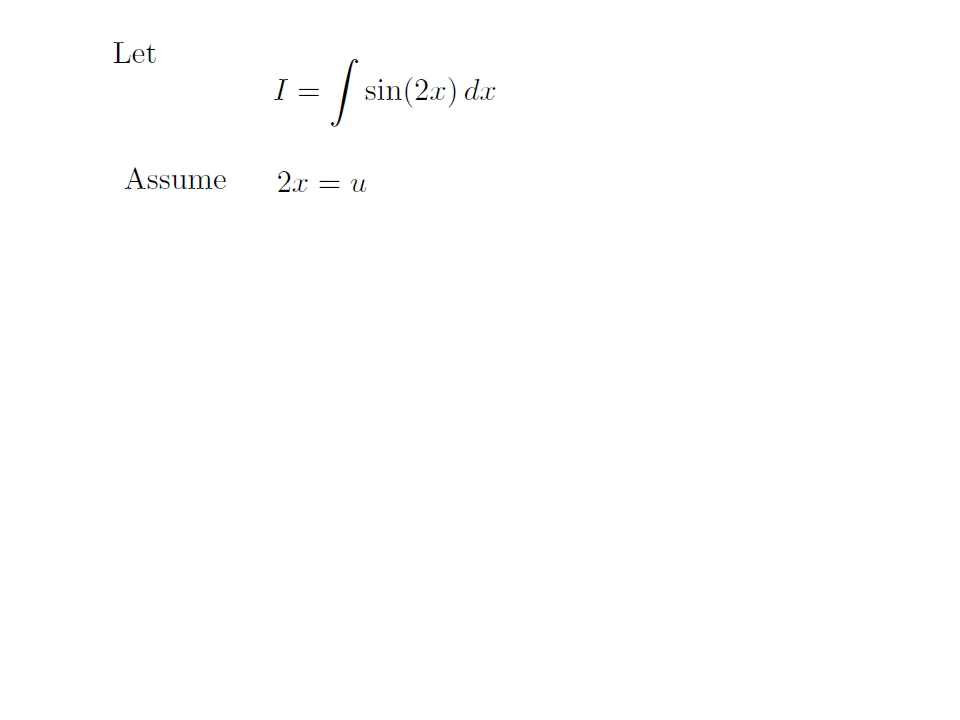 Let
I = ∫ sin(2x) dx
Assume 2x = u